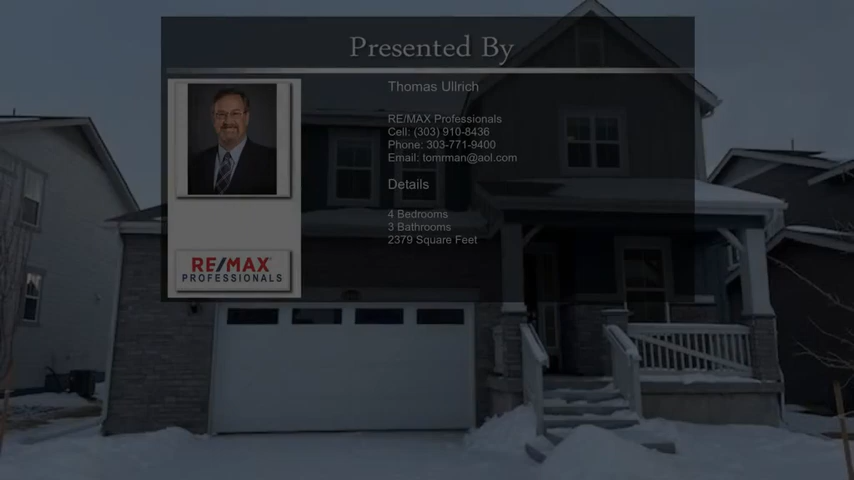 Presented By
Thomas Ullrich
RE/MAX Professionals
Cell: (303) 910-8436
Phone: 303-771-9400
Email: tomrman@aol.com
Details
4 Bedrooms
3 Bathrooms
2379 Square Feet
RE/MAX
PROFESSIONALS